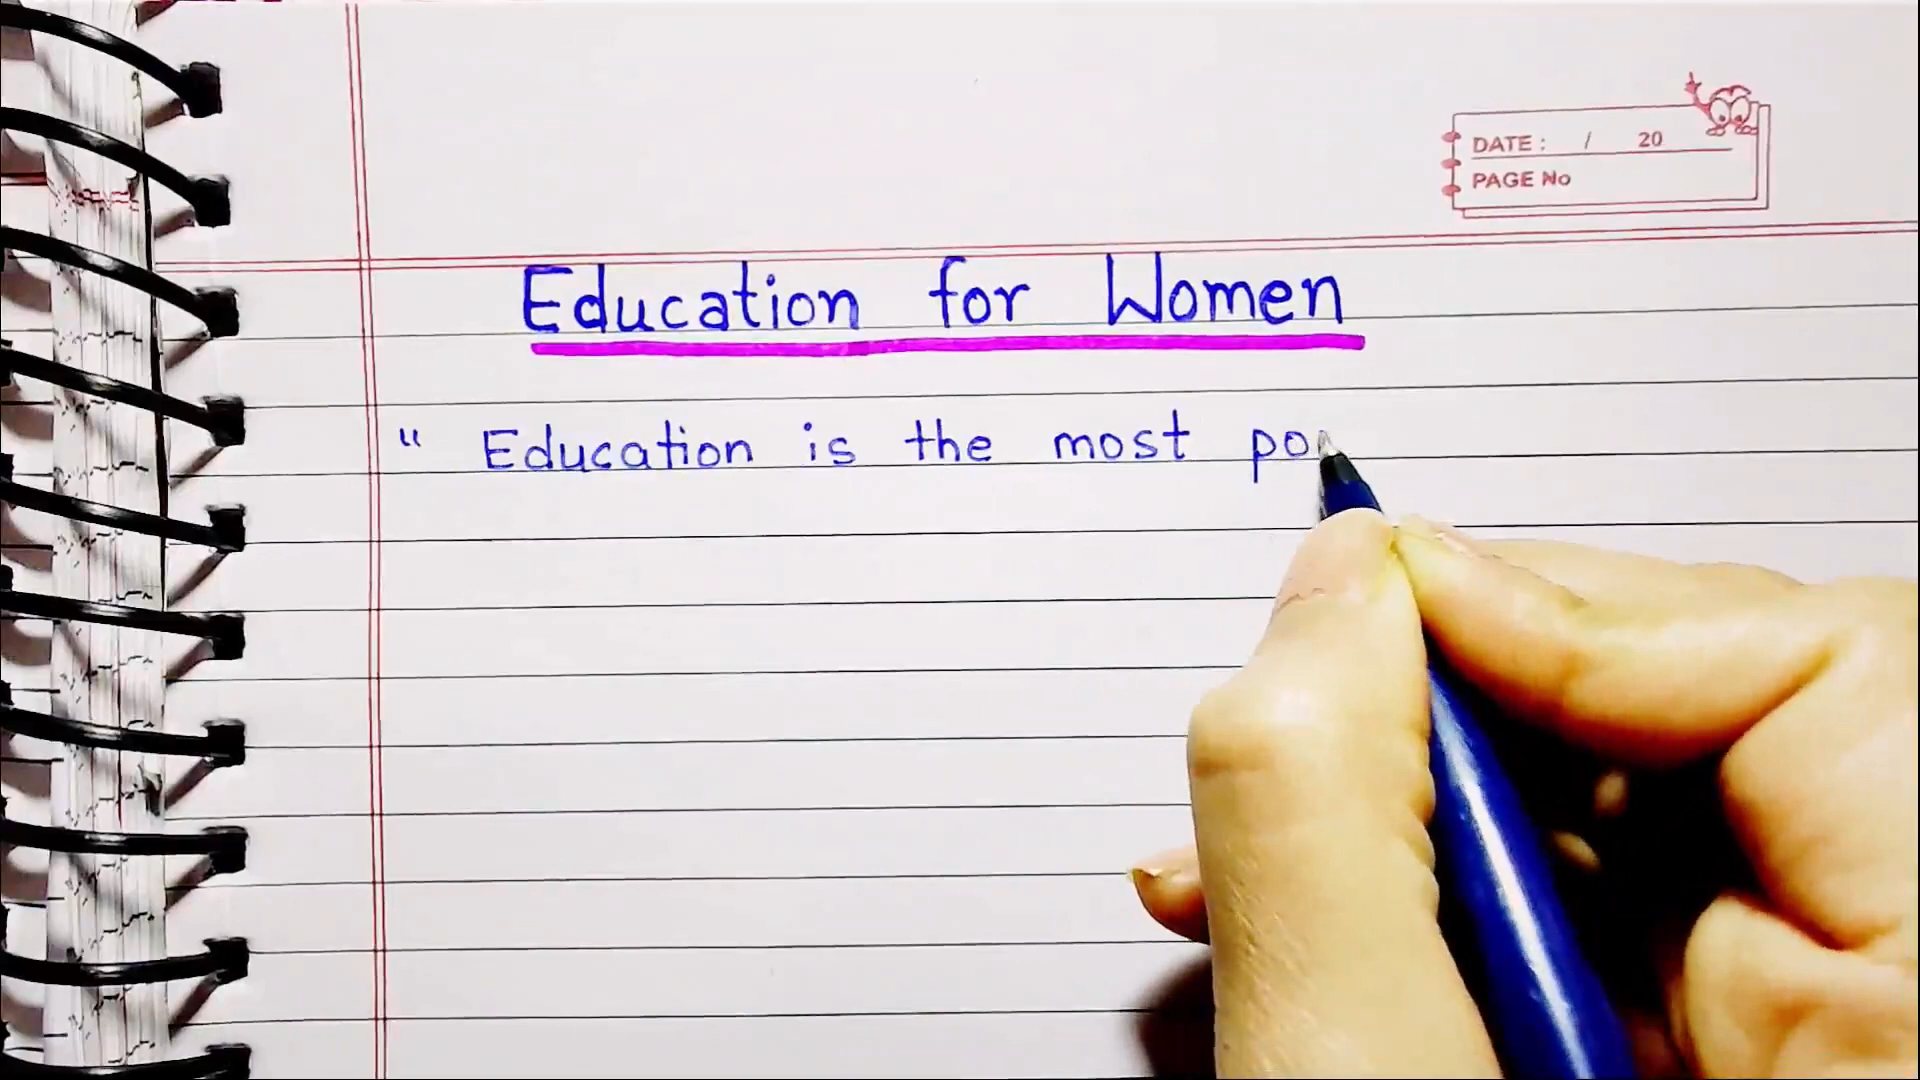 DATE : / 20
PAGE No
Education for Women
" Education is the most po